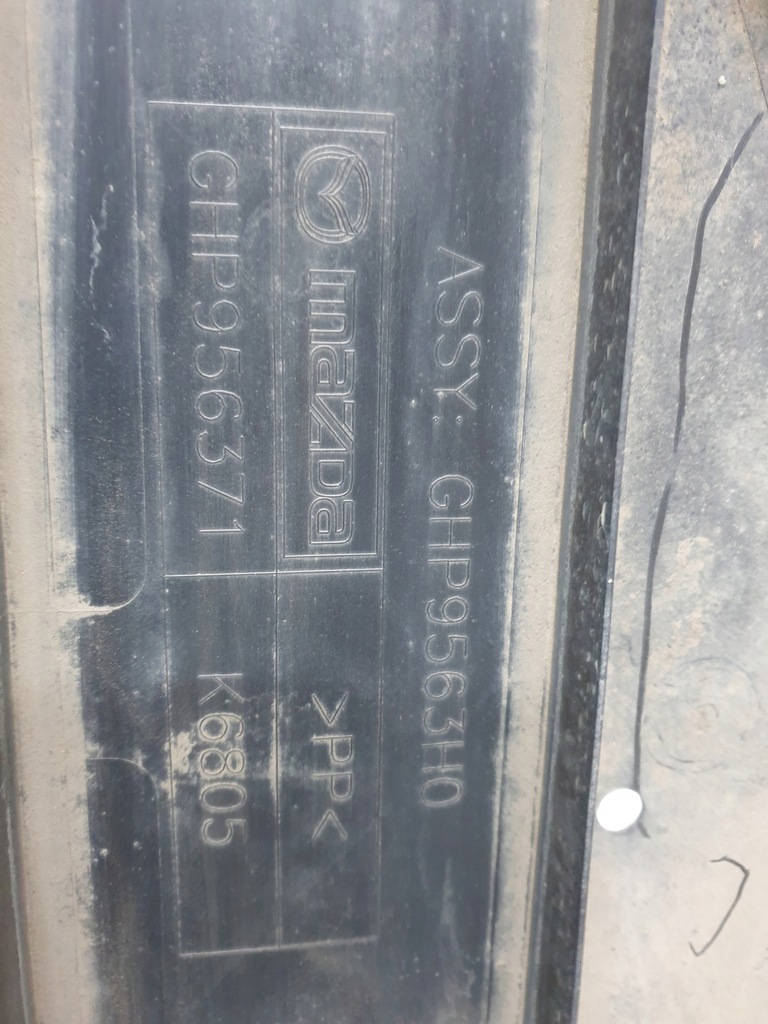 ASSY: GHP9563H0
mazda >PP<
GHP956371 K6805